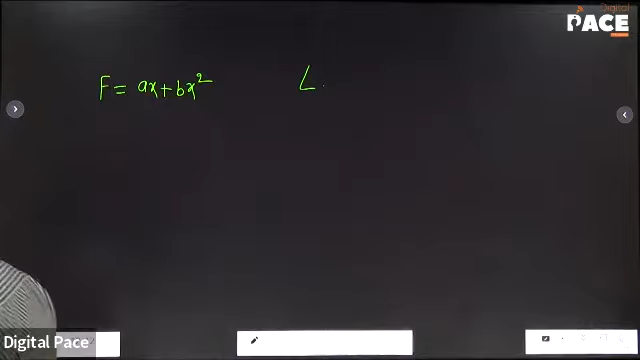 Digital
PACE
F = ax + bx² L.
Digital Pace